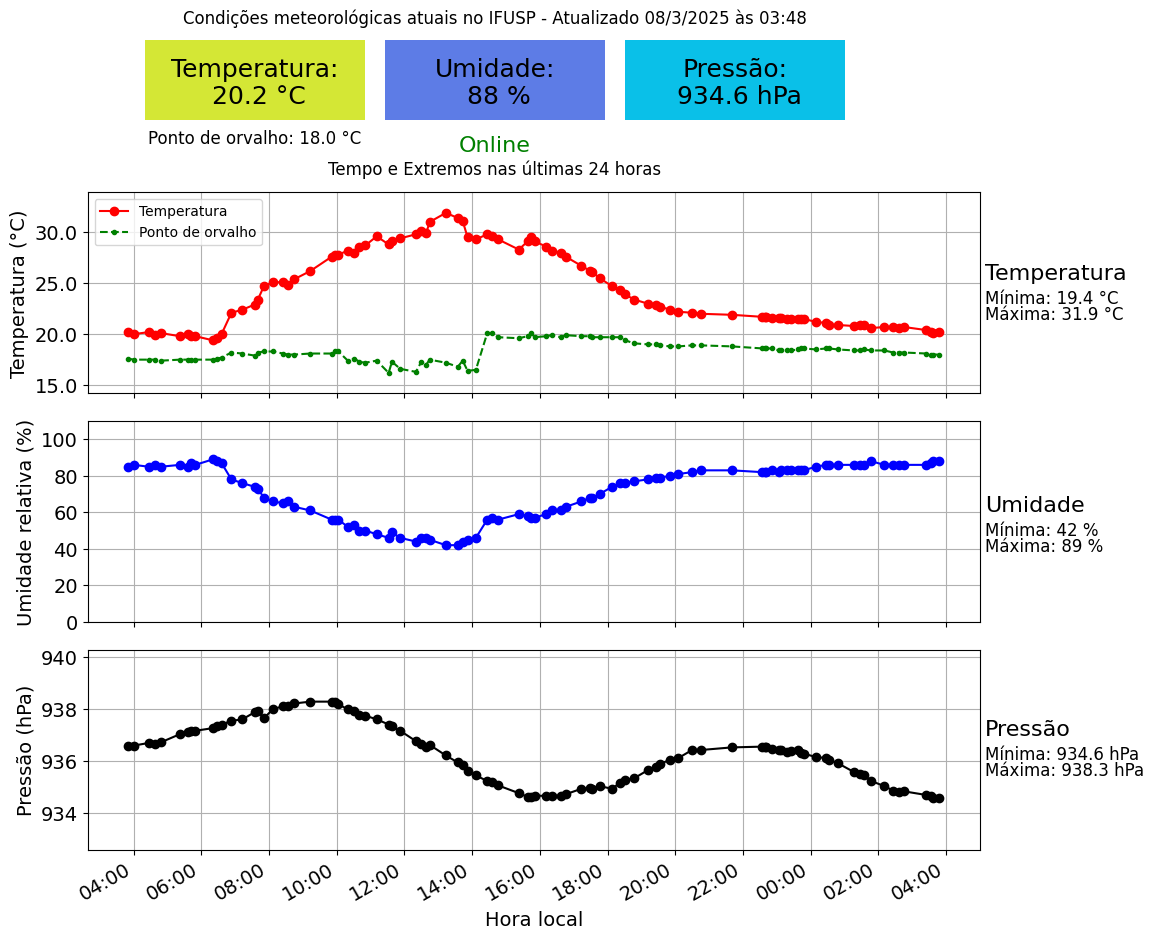 Condições meteorológicas atuais no IFUSP - Atualizado 08/3/2025 às 03:48
Temperatura:
20.2 °C
Umidade:
88 %
Pressão:
934.6 hPa
Ponto de orvalho: 18.0 °C
Online
Tempo e Extremos nas últimas 24 horas
Temperatura (°C)
30.0
25.0
20.0
15.0
Temperatura
Ponto de orvalho
Temperatura
Mínima: 19.4 °C
Máxima: 31.9 °C
Umidade relativa (%)
100
80
60
40
20
0
Umidade
Mínima: 42 %
Máxima: 89 %
Pressão (hPa)
940
938
936
934
Pressão
Mínima: 934.6 hPa
Máxima: 938.3 hPa
04:00 06:00 08:00 10:00 12:00 14:00 16:00 18:00 20:00 22:00 00:00 02:00 04:00
Hora local